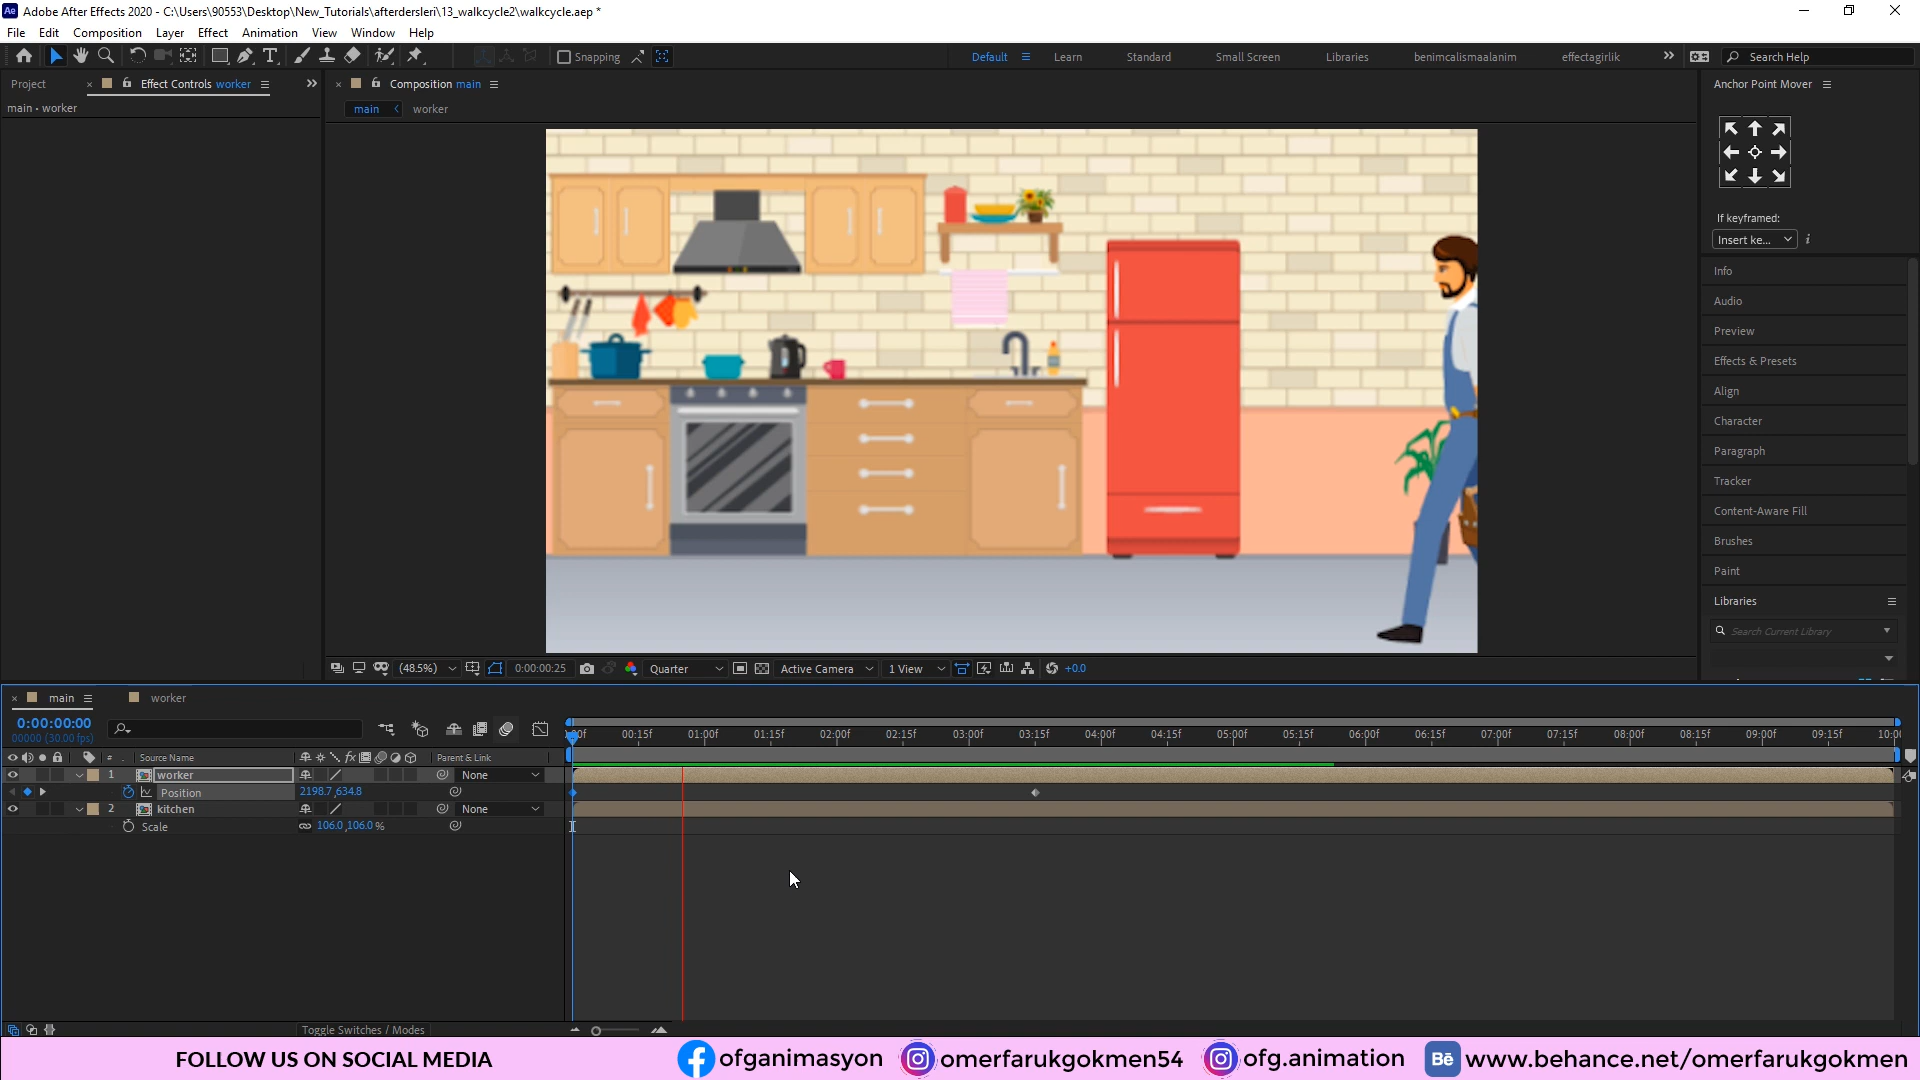 Adobe After Effects 2020 - C:\Users\90553\Desktop\New_Tutorials\afterdersleri\13_walkcycle2\walkcycle.aep *
File Edit Composition Layer Effect Animation View Window Help
Snapping Default Learn Standard Small Screen Libraries benimcalismaalanim effectagirlik Search Help
Project Effect Controls worker Composition main Anchor Point Mover
main • worker
main worker
If keyframed:
Insert ke...
Info
Audio
Preview
Effects & Presets
Align
Character
Paragraph
Tracker
Content-Aware Fill
Brushes
Paint
Libraries
Search Current Library
(48.5%) 0:00:00:25 Quarter Active Camera 1 View +0.0
main worker
0:00:00:00
00000 (30.00 fps)
00:15f 01:00f 01:15f 02:00f 02:15f 03:00f 03:15f 04:00f 04:15f 05:00f 05:15f 06:00f 06:15f 07:00f 07:15f 08:00f 08:15f 09:00f 09:15f
# Source Name Parent & Link
1 worker None
Position 2198.7,634.8
2 kitchen None
Scale 106.0,106.0%
Toggle Switches / Modes
FOLLOW US ON SOCIAL MEDIA ofganimasyon omerfarukgokmen54 ofg.animation Bē www.behance.net/omerfarukgokmen